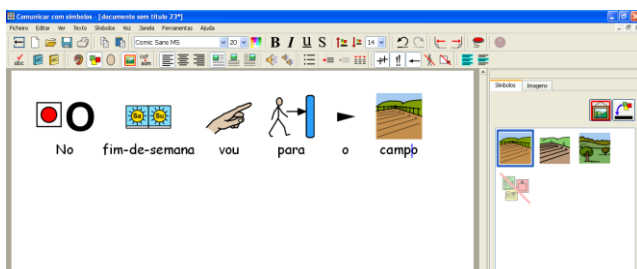 Comunicar com símbolos - [documento sem título 23*]
Ficheiro Editar Ver Texto Símbolos Voz Janela Ferramentas Ajuda
Comic Sans MS 20 B I U S 14
abc
Símbolos Imagens
O
Sa Su
No fim-de-semana vou para o campo